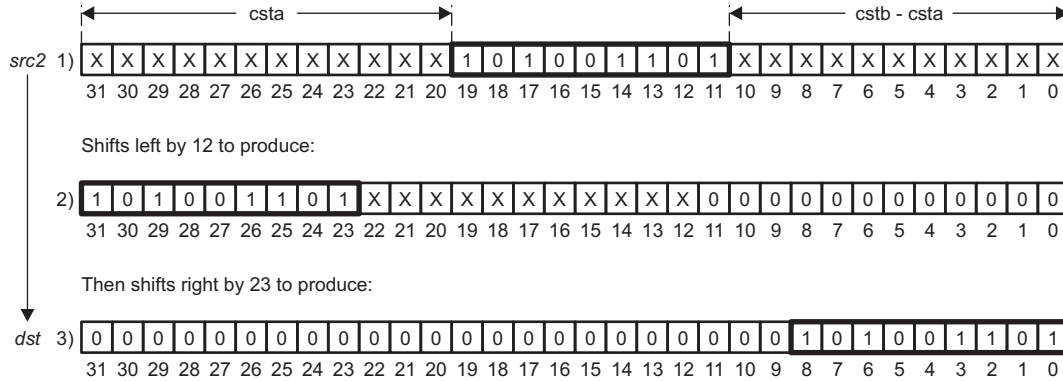 csta cstb - csta
src2 1) X X X X X X X X X X X X 1 0 1 0 0 1 1 0 1 X X X X X X X X X X X
31 30 29 28 27 26 25 24 23 22 21 20 19 18 17 16 15 14 13 12 11 10 9 8 7 6 5 4 3 2 1 0
Shifts left by 12 to produce:
2) 1 0 1 0 0 1 1 0 1 X X X X X X X X X X X 0 0 0 0 0 0 0 0 0 0 0 0
31 30 29 28 27 26 25 24 23 22 21 20 19 18 17 16 15 14 13 12 11 10 9 8 7 6 5 4 3 2 1 0
Then shifts right by 23 to produce:
dst 3) 0 0 0 0 0 0 0 0 0 0 0 0 0 0 0 0 0 0 0 0 0 0 0 1 0 1 0 0 1 1 0 1
31 30 29 28 27 26 25 24 23 22 21 20 19 18 17 16 15 14 13 12 11 10 9 8 7 6 5 4 3 2 1 0